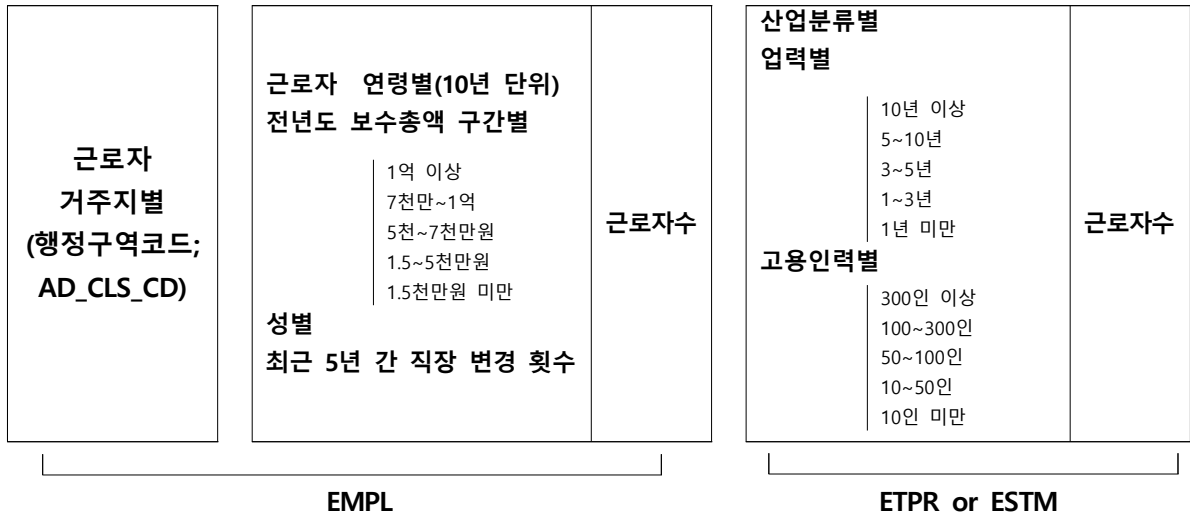 근로자
거주지별
(행정구역코드;
AD_CLS_CD)
근로자 연령별(10년 단위)
전년도 보수총액 구간별
1억 이상
7천만~1억
5천~7천만원
1.5~5천만원
1.5천만원 미만
성별
최근 5년 간 직장 변경 횟수
근로자수
산업분류별
업력별
10년 이상
5~10년
3~5년
1~3년
1년 미만
고용인력별
300인 이상
100~300인
50~100인
10~50인
10인 미만
근로자수
EMPL
ETPR or ESTM